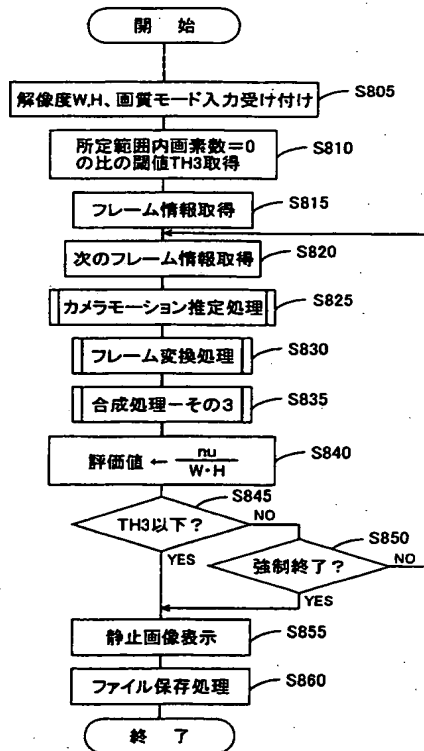 開 始
解像度W,H、画質モード入力受け付け
S805
所定範囲内画素数=0
の比の閾値TH3取得
S810
フレーム情報取得
S815
次のフレーム情報取得
S820
カメラモーション推定処理
S825
フレーム変換処理
S830
合成処理-その3
S835
評価値 ← nu
W・H
S840
TH3以下?
S845
NO
YES
強制終了?
S850
NO
YES
静止画像表示
S855
ファイル保存処理
S860
終 了